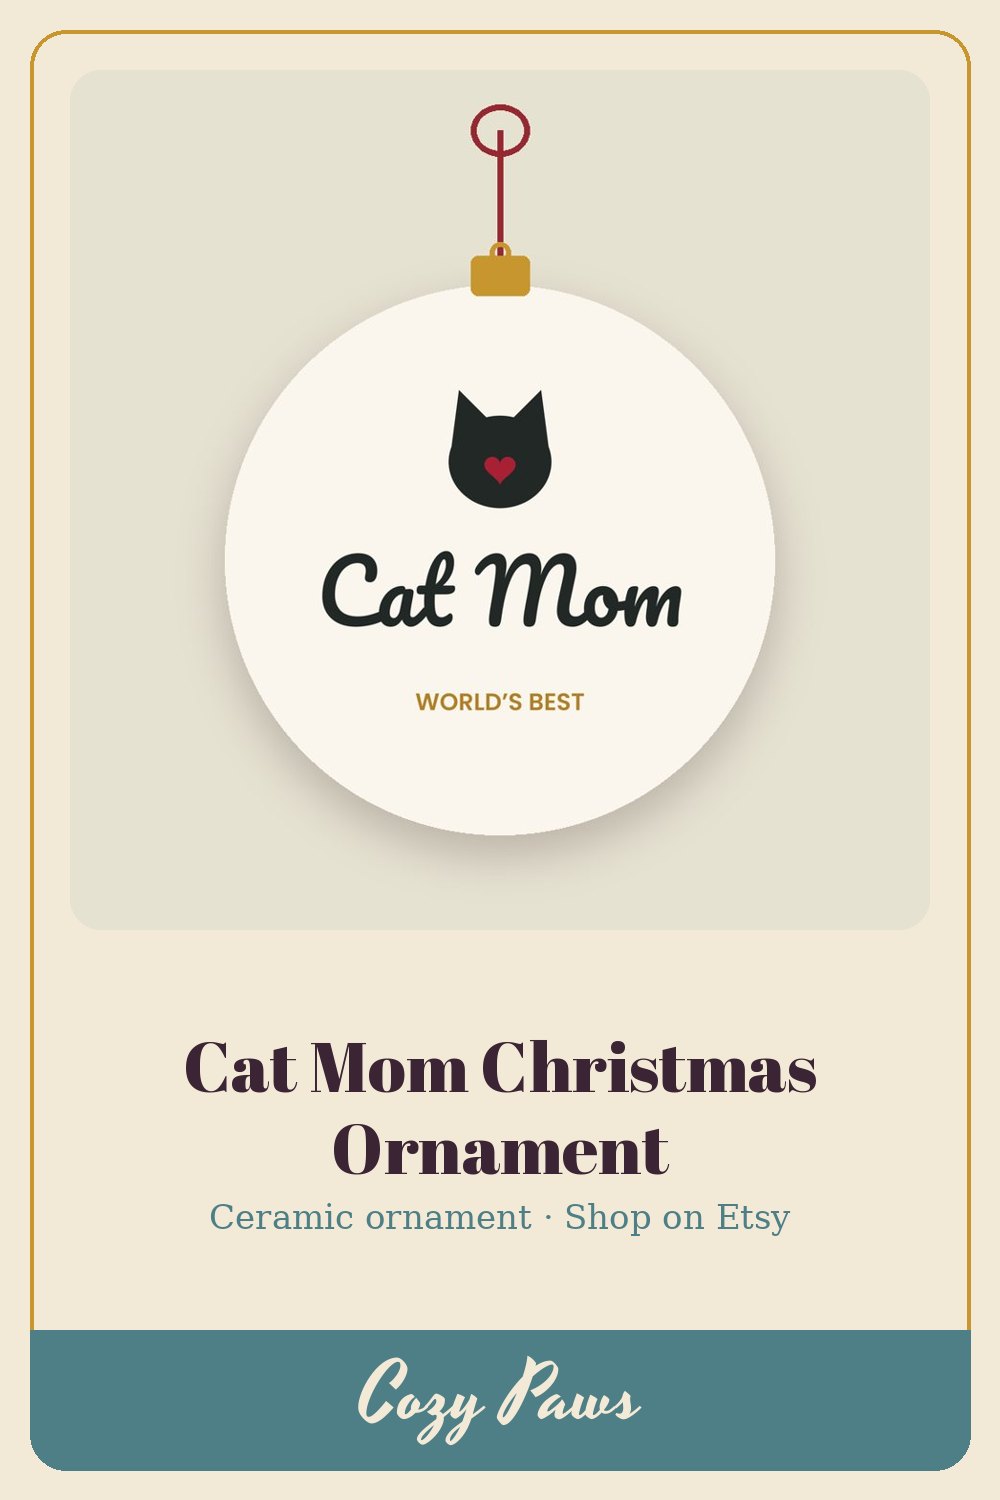 Cat Mom
WORLD’S BEST
Cat Mom Christmas
Ornament
Ceramic ornament · Shop on Etsy
Cozy Paws